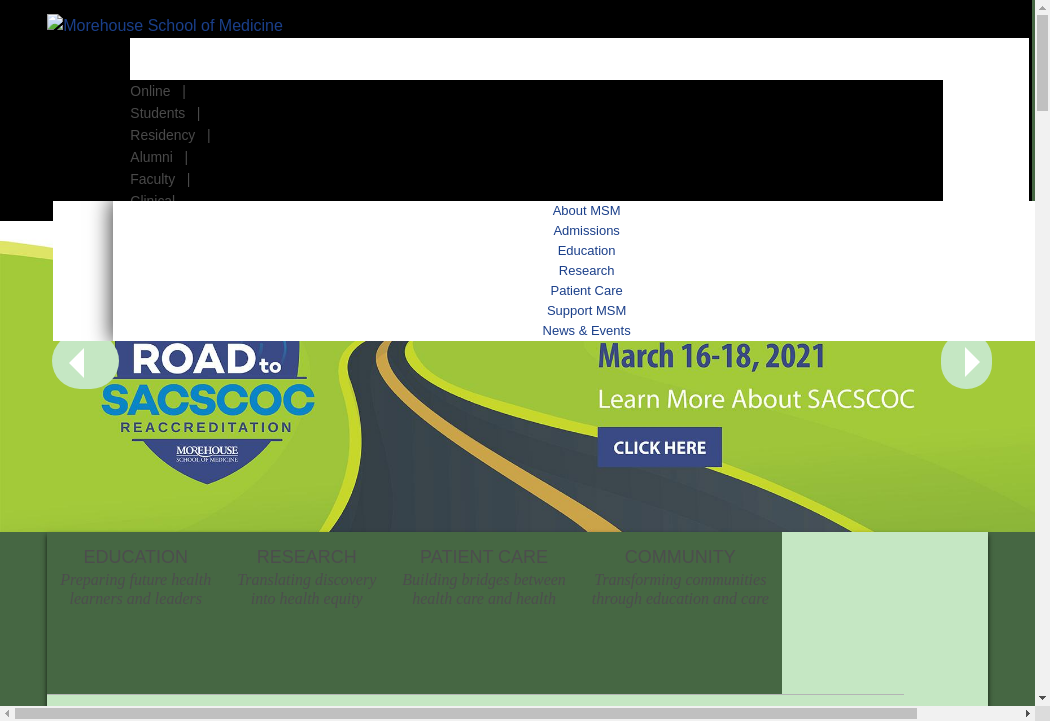 Morehouse School of Medicine
Online |
Students |
Residency |
Alumni |
Faculty |
Clinical
About MSM
Admissions
Education
Research
Patient Care
Support MSM
News & Events
ROAD to
SACSCOC
REACCREDITATION
MOREHOUSE
SCHOOL OF MEDICINE
March 16-18, 2021
Learn More About SACSCOC
CLICK HERE
EDUCATION
Preparing future health
learners and leaders
RESEARCH
Translating discovery
into health equity
PATIENT CARE
Building bridges between
health care and health
COMMUNITY
Transforming communities
through education and care